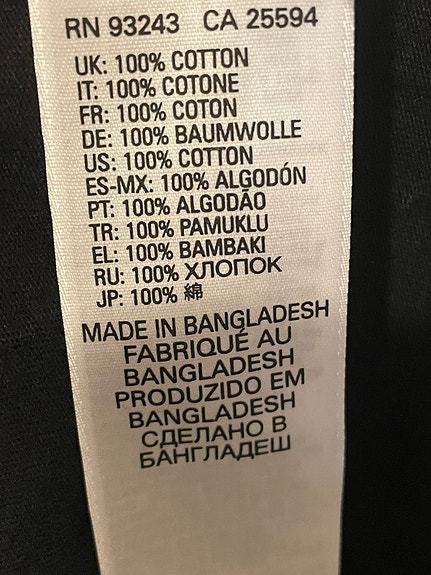 RN 93243 CA 25594
UK: 100% COTTON
IT: 100% COTONE
FR: 100% COTON
DE: 100% BAUMWOLLE
US: 100% COTTON
ES-MX: 100% ALGODÓN
PT: 100% ALGODÃO
TR: 100% PAMUKLU
EL: 100% BAMBAKI
RU: 100% ХЛОПОК
JP: 100% 綿
MADE IN BANGLADESH
FABRIQUÉ AU
BANGLADESH
PRODUZIDO EM
BANGLADESH
СДЕЛАНО В
БАНГЛАДЕШ